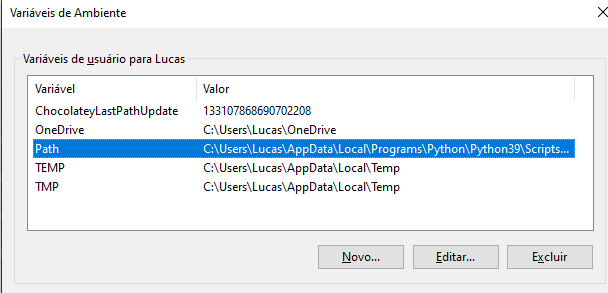 Variáveis de Ambiente
Variáveis de usuário para Lucas
Variável Valor
ChocolateyLastPathUpdate 133107868690702208
OneDrive C:\Users\Lucas\OneDrive
Path C:\Users\Lucas\AppData\Local\Programs\Python\Python39\Scripts...
TEMP C:\Users\Lucas\AppData\Local\Temp
TMP C:\Users\Lucas\AppData\Local\Temp
Novo... Editar... Excluir